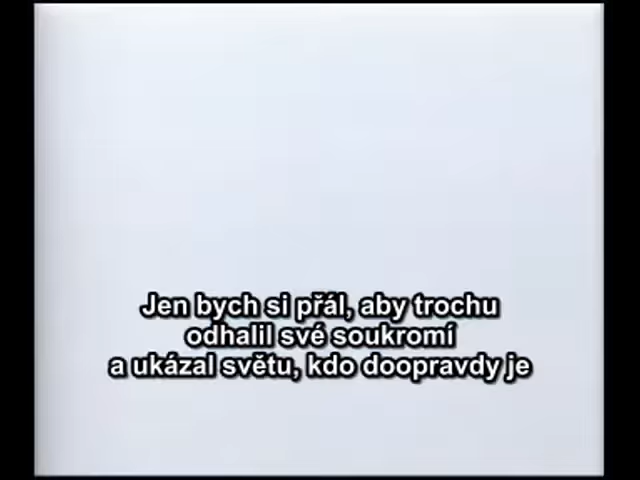 Jen bych si přál, aby trochu
odhalil své soukromí
a ukázal světu, kdo doopravdy je